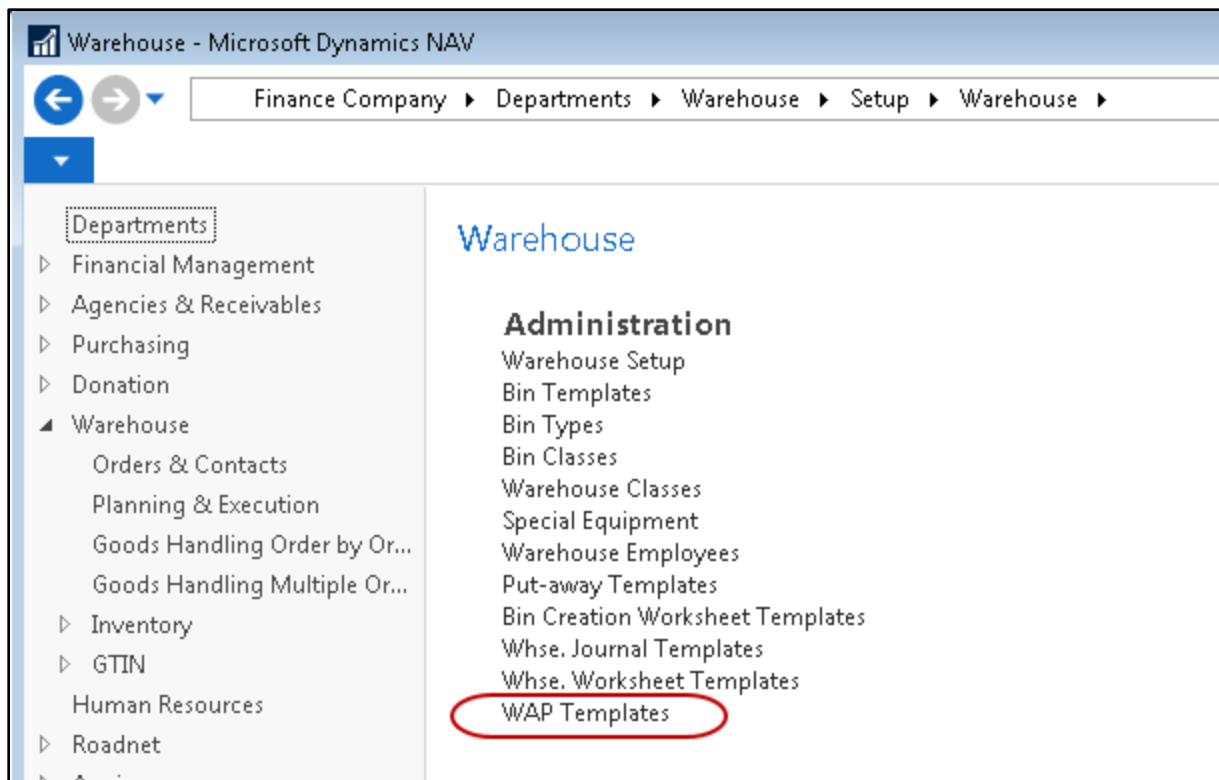 Warehouse - Microsoft Dynamics NAV
Finance Company Departments Warehouse Setup Warehouse
Departments
Financial Management
Agencies & Receivables
Purchasing
Donation
Warehouse
Orders & Contacts
Planning & Execution
Goods Handling Order by Or...
Goods Handling Multiple Or...
Inventory
GTIN
Human Resources
Roadnet
Warehouse
Administration
Warehouse Setup
Bin Templates
Bin Types
Bin Classes
Warehouse Classes
Special Equipment
Warehouse Employees
Put-away Templates
Bin Creation Worksheet Templates
Whse. Journal Templates
Whse. Worksheet Templates
WAP Templates